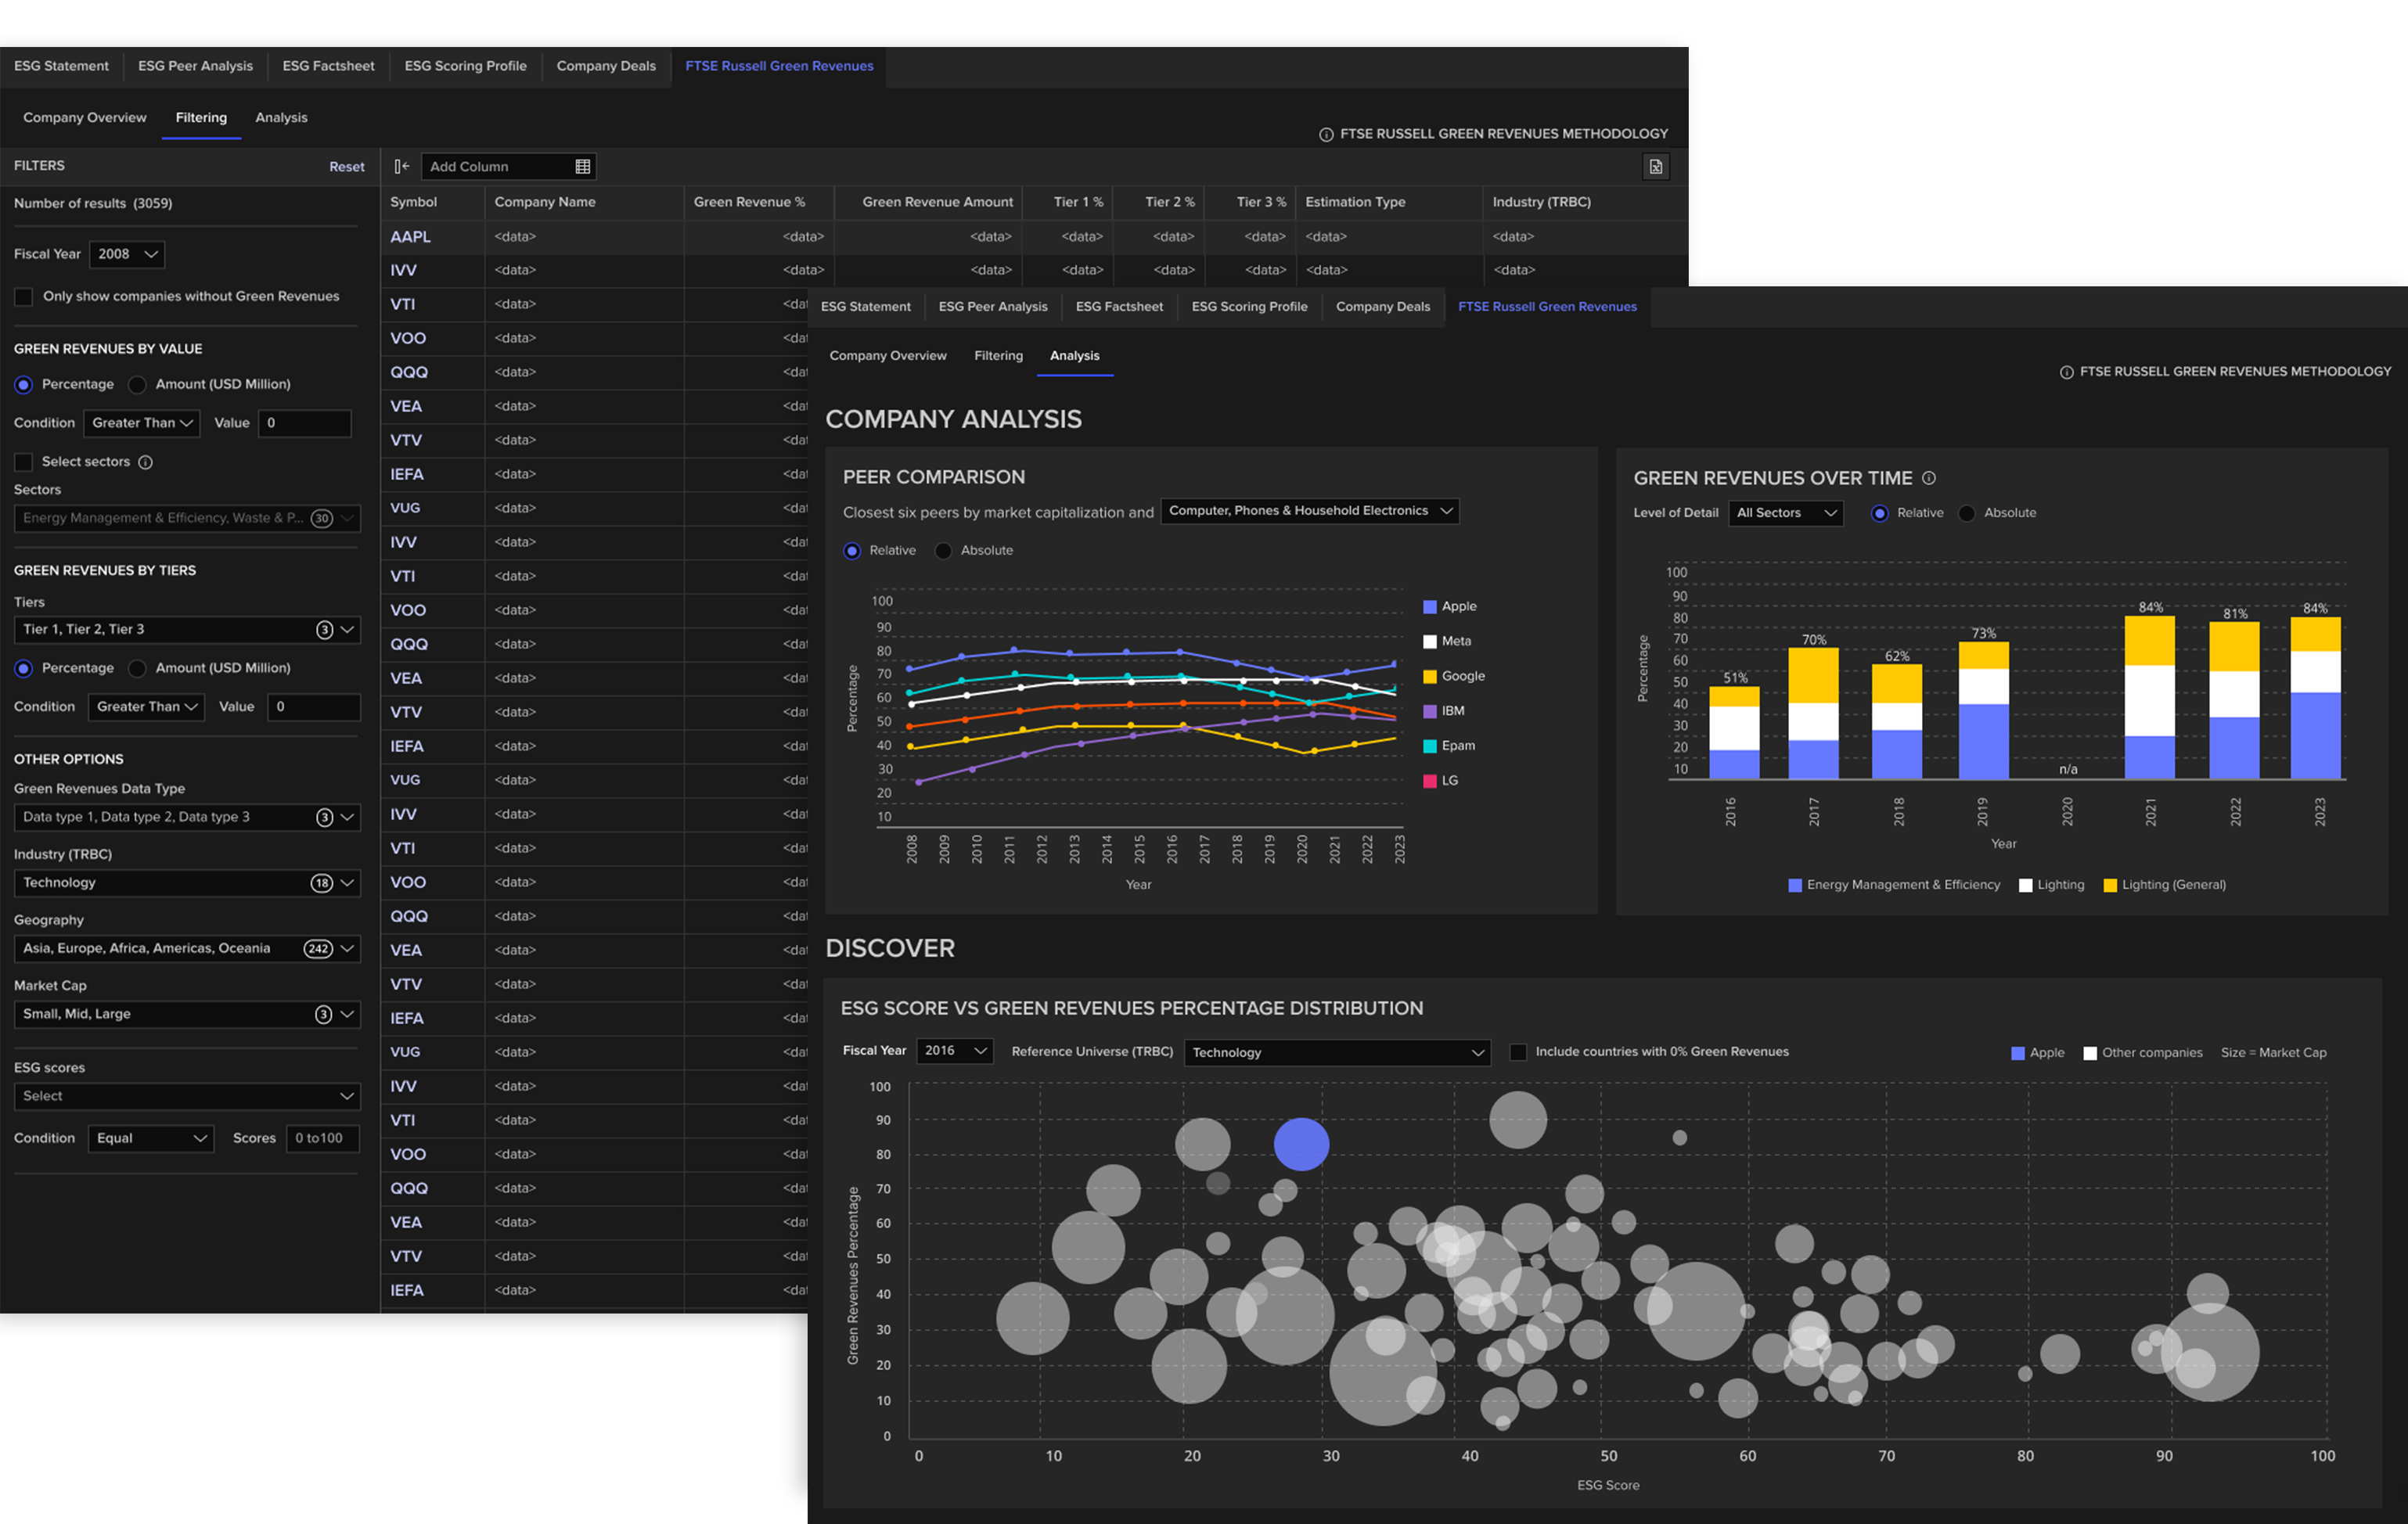 ESG Statement ESG Peer Analysis ESG Factsheet ESG Scoring Profile Company Deals FTSE Russell Green Revenues
Company Overview Filtering Analysis
FTSE RUSSELL GREEN REVENUES METHODOLOGY
FILTERS Reset
Number of results (3059)
Fiscal Year 2008
Only show companies without Green Revenues
GREEN REVENUES BY VALUE
Percentage Amount (USD Million)
Condition Greater Than Value 0
Select sectors
Sectors
Energy Management & Efficiency, Waste & P... 30
GREEN REVENUES BY TIERS
Tiers
Tier 1, Tier 2, Tier 3 3
Percentage Amount (USD Million)
Condition Greater Than Value 0
OTHER OPTIONS
Green Revenues Data Type
Data type 1, Data type 2, Data type 3 3
Industry (TRBC)
Technology 18
Geography
Asia, Europe, Africa, Americas, Oceania 242
Market Cap
Small, Mid, Large 3
ESG scores
Select
Condition Equal Scores 0 to100
Add Column
Symbol Company Name Green Revenue % Green Revenue Amount Tier 1 % Tier 2 % Tier 3 % Estimation Type Industry (TRBC)
AAPL <data> <data> <data> <data> <data> <data> <data> <data>
IVV <data> <data> <data> <data> <data> <data> <data> <data>
VTI <data> <dat
VOO <data> <dat
QQQ <data> <dat
VEA <data> <dat
VTV <data> <dat
IEFA <data> <dat
VUG <data> <dat
IVV <data> <dat
VTI <data> <dat
VOO <data> <dat
QQQ <data> <dat
VEA <data> <dat
VTV <data> <dat
IEFA <data> <dat
VUG <data> <dat
IVV <data> <dat
VTI <data> <dat
VOO <data> <dat
QQQ <data> <dat
VEA <data> <dat
VTV <data> <dat
IEFA <data> <dat
VUG <data> <dat
IVV <data> <dat
VTI <data> <dat
VOO <data> <dat
QQQ <data> <dat
VEA <data> <dat
VTV <data> <dat
IEFA <data> <dat
ESG Statement ESG Peer Analysis ESG Factsheet ESG Scoring Profile Company Deals FTSE Russell Green Revenues
Company Overview Filtering Analysis
FTSE RUSSELL GREEN REVENUES METHODOLOGY
COMPANY ANALYSIS
PEER COMPARISON
Closest six peers by market capitalization and Computer, Phones & Household Electronics
Relative Absolute
Percentage
100
90
80
70
60
50
40
30
20
10
2008 2009 2010 2011 2012 2013 2014 2015 2016 2017 2018 2019 2020 2021 2022 2023
Year
Apple
Meta
Google
IBM
Epam
LG
GREEN REVENUES OVER TIME
Level of Detail All Sectors Relative Absolute
Percentage
100
90
80
70
60
50
40
30
20
10
51% 70% 62% 73% n/a 84% 81% 84%
2016 2017 2018 2019 2020 2021 2022 2023
Year
Energy Management & Efficiency Lighting Lighting (General)
DISCOVER
ESG SCORE VS GREEN REVENUES PERCENTAGE DISTRIBUTION
Fiscal Year 2016 Reference Universe (TRBC) Technology Include countries with 0% Green Revenues Apple Other companies Size = Market Cap
Green Revenues Percentage
100
90
80
70
60
50
40
30
20
10
0
0 10 20 30 40 50 60 70 80 90 100
ESG Score